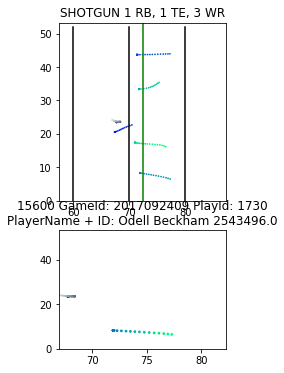 SHOTGUN 1 RB, 1 TE, 3 WR
50
40
30
20
10
0
60 70 80
15600 GameId: 2017092409 PlayId: 1730
PlayerName + ID: Odell Beckham 2543496.0
40
20
0
70 75 80